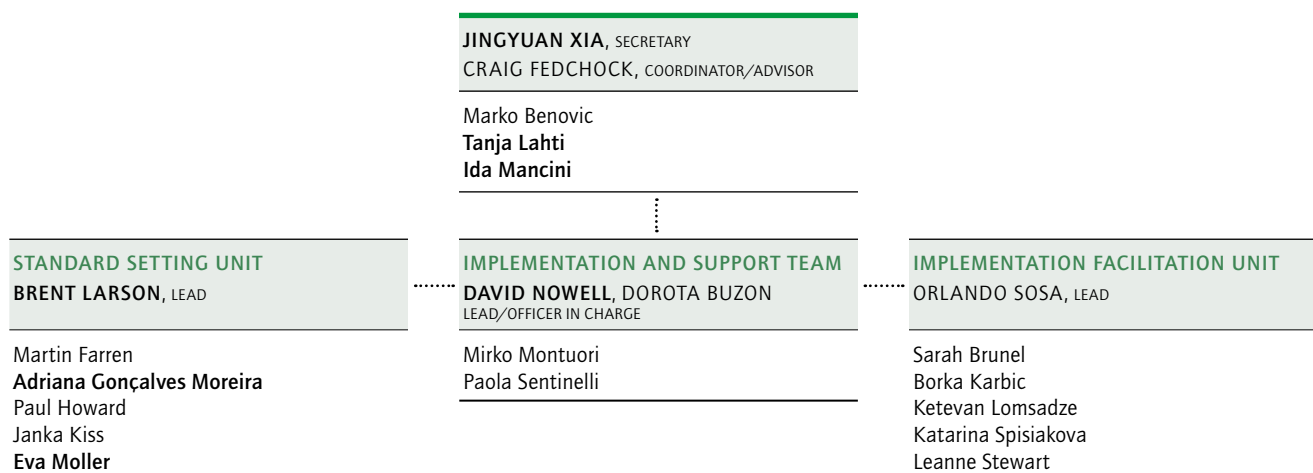 JINGYUAN XIA, SECRETARY
CRAIG FEDCHOCK, COORDINATOR/ADVISOR
Marko Benovic
Tanja Lahti
Ida Mancini
STANDARD SETTING UNIT
BRENT LARSON, LEAD
Martin Farren
Adriana Gonçalves Moreira
Paul Howard
Janka Kiss
Eva Moller
IMPLEMENTATION AND SUPPORT TEAM
DAVID NOWELL, DOROTA BUZON
LEAD/OFFICER IN CHARGE
Mirko Montuori
Paola Sentinelli
IMPLEMENTATION FACILITATION UNIT
ORLANDO SOSA, LEAD
Sarah Brunel
Borka Karbic
Ketevan Lomsadze
Katarina Spisiakova
Leanne Stewart